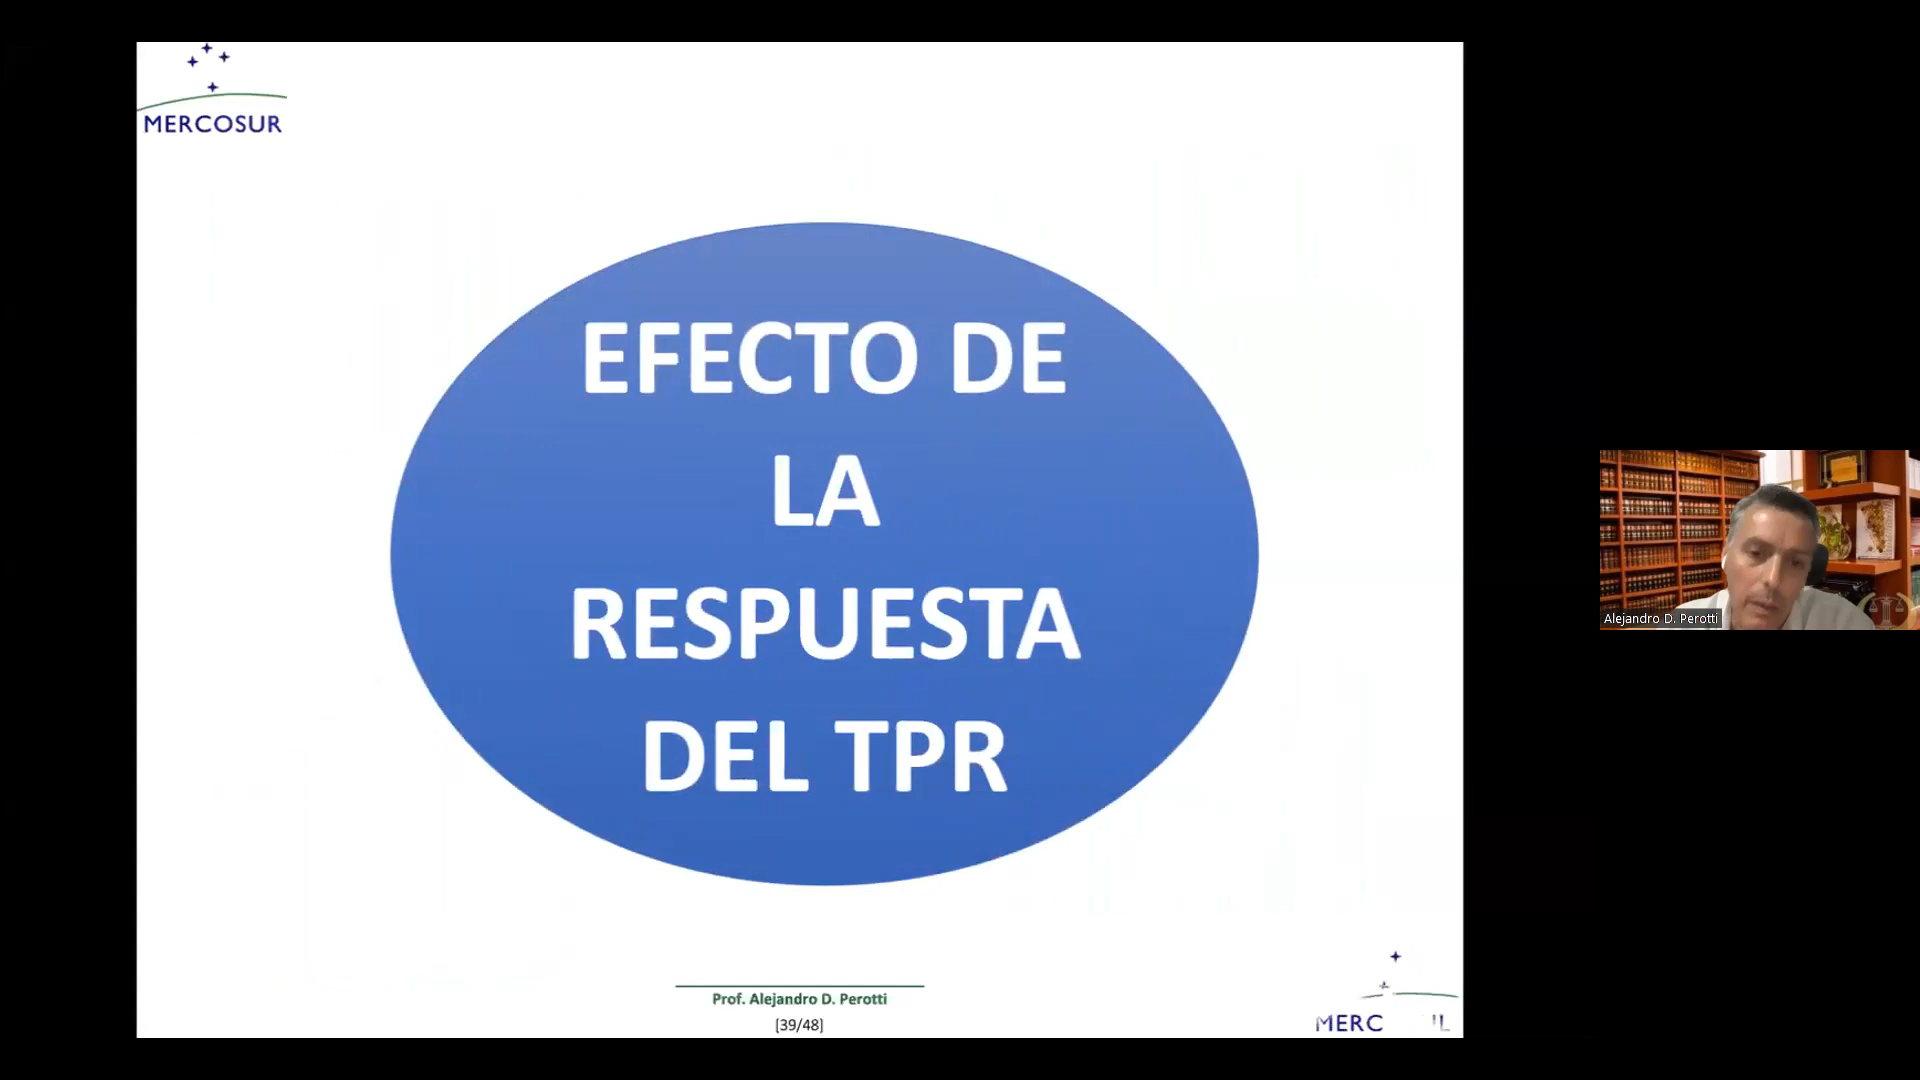 MERCOSUR
EFECTO DE
LA
RESPUESTA
DEL TPR
Alejandro D. Perotti
Prof. Alejandro D. Perotti
[39/48]